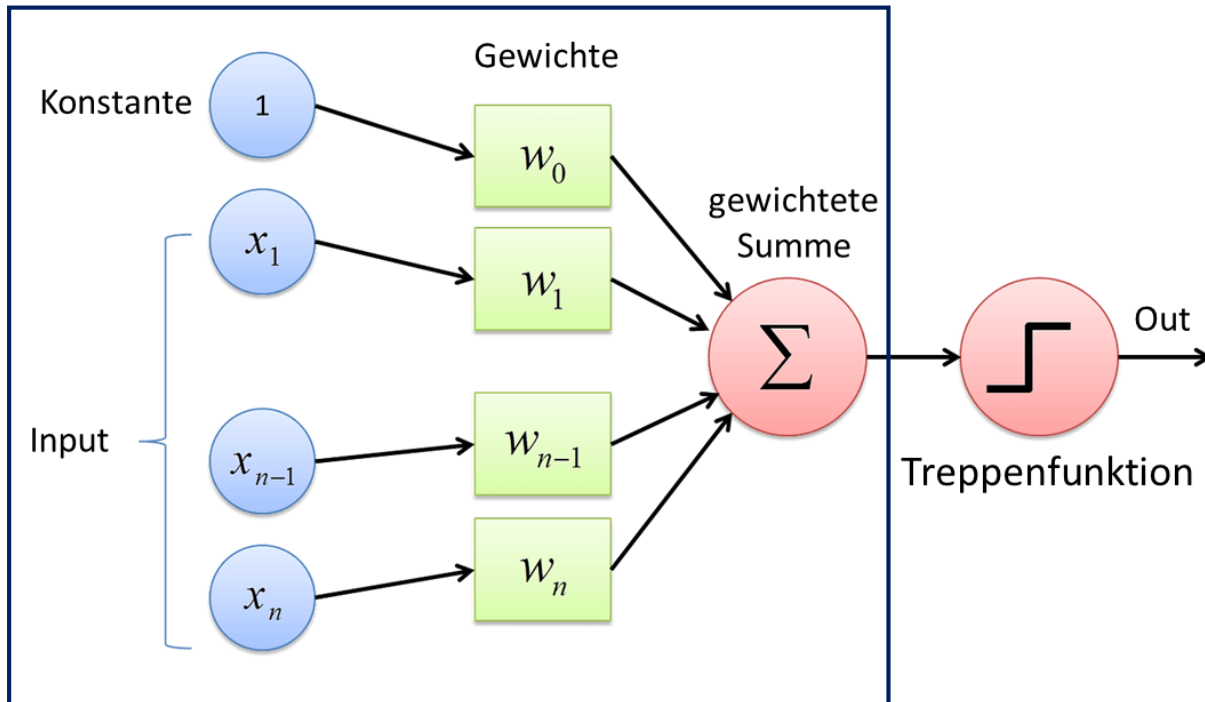 Gewichte
Konstante
1
w₀
gewichtete
Summe
x₁
w₁
Σ
Out
Input
xₙ₋₁
wₙ₋₁
Treppenfunktion
xₙ
wₙ